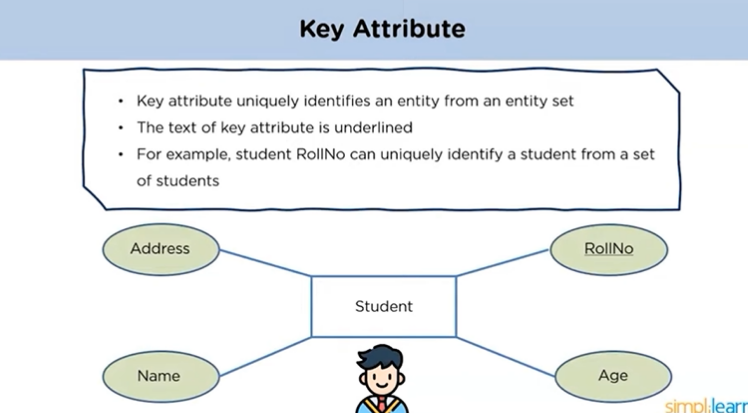 Key Attribute
• Key attribute uniquely identifies an entity from an entity set
• The text of key attribute is underlined
• For example, student RollNo can uniquely identify a student from a set
of students
Address
RollNo
Student
Name
Age
simplilearn